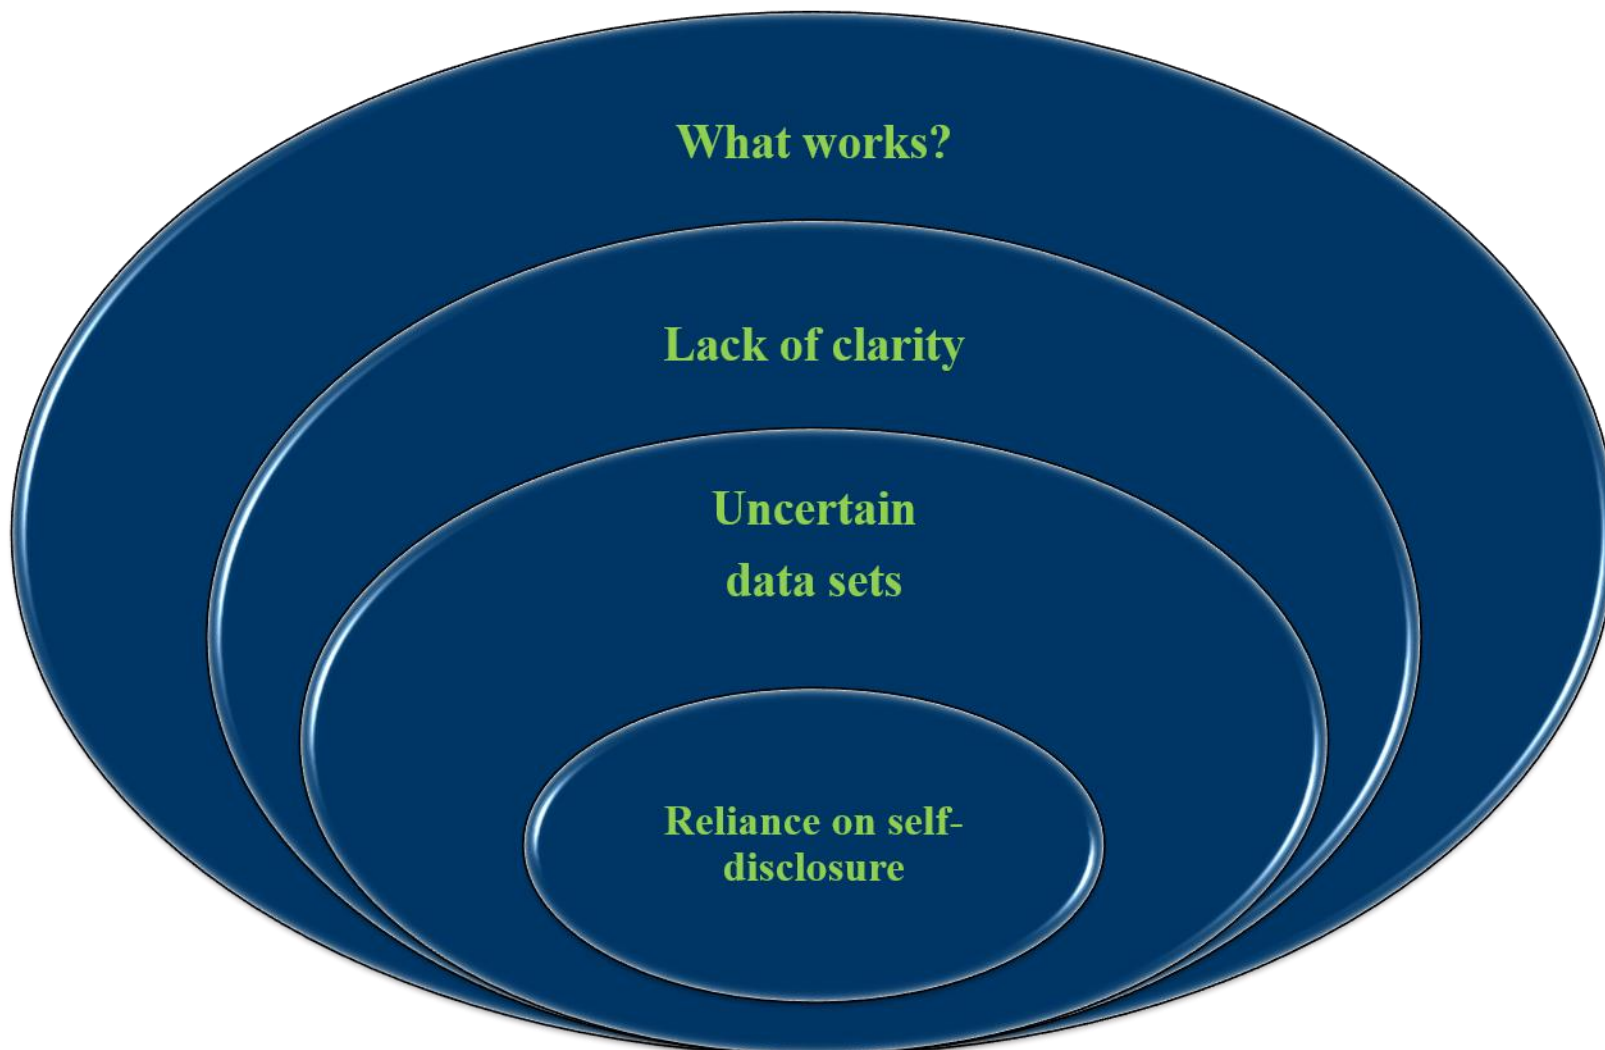 What works?
Lack of clarity
Uncertain
data sets
Reliance on self-
disclosure